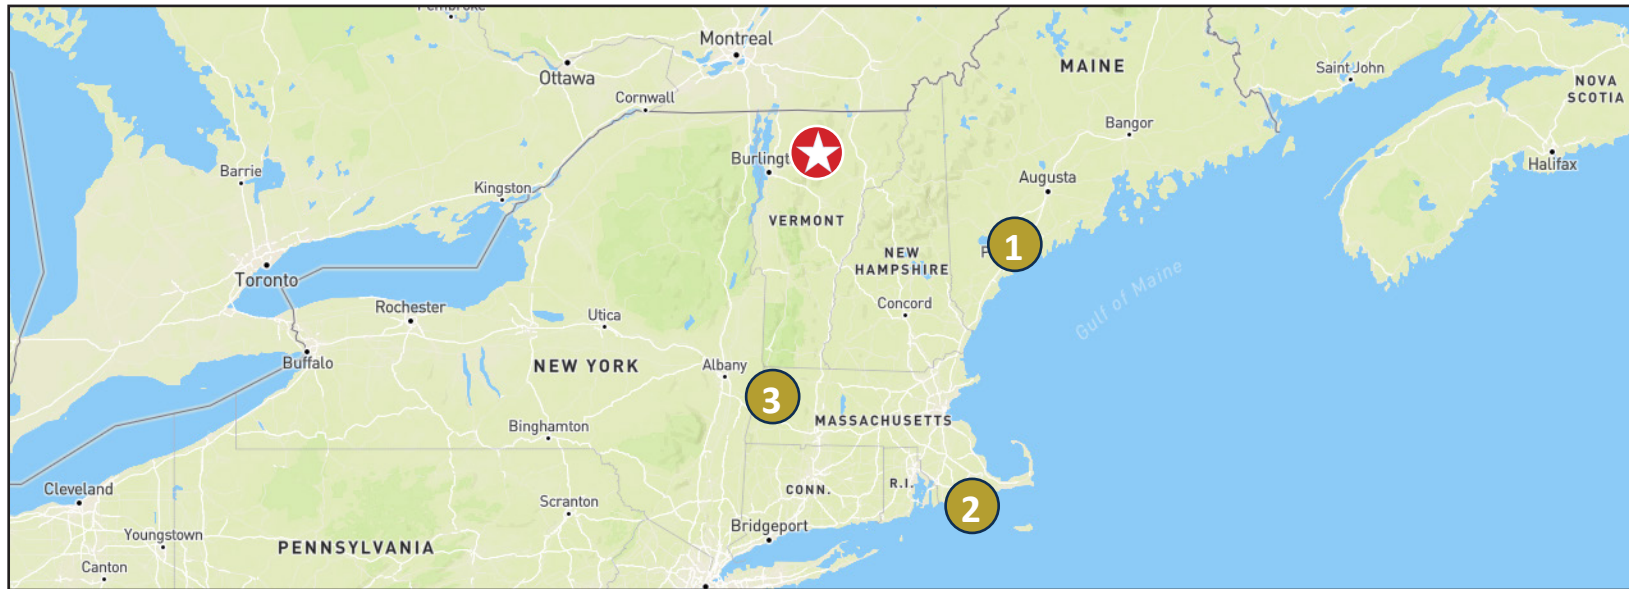 Montreal
Ottawa
MAINE
Saint John
NOVA
SCOTIA
Cornwall
Bangor
Burlingt
Halifax
Barrie
Kingston
Augusta
VERMONT
1
NEW
HAMPSHIRE
Toronto
Gulf of Maine
Rochester
Utica
Concord
Buffalo
NEW YORK
Albany
3
MASSACHUSETTS
Binghamton
Cleveland
CONN.
R.I.
Scranton
2
Bridgeport
Youngstown
PENNSYLVANIA
Canton